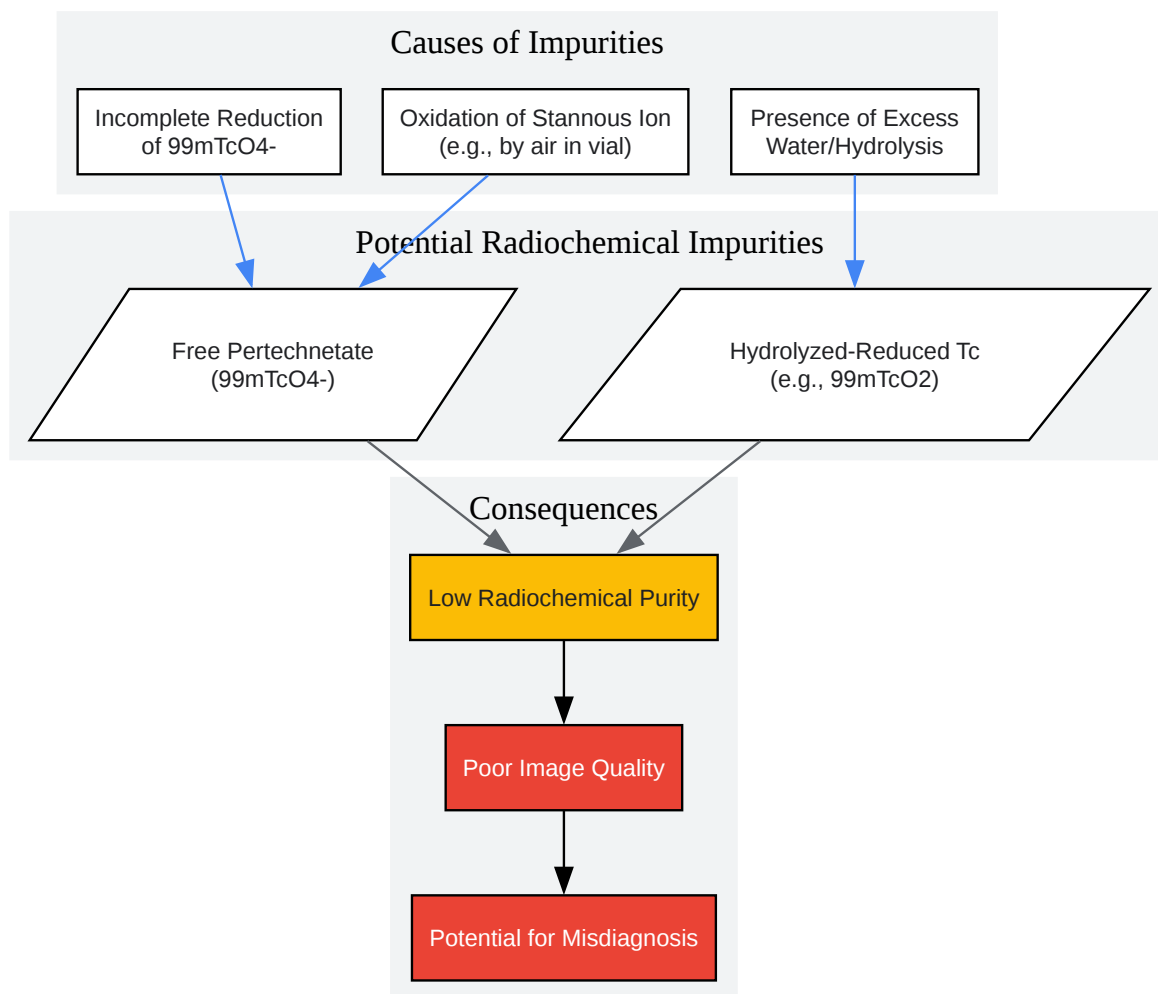 Causes of Impurities
Incomplete Reduction
of 99mTcO4-
Oxidation of Stannous Ion
(e.g., by air in vial)
Presence of Excess
Water/Hydrolysis
Potential Radiochemical Impurities
Free Pertechnetate
(99mTcO4-)
Hydrolyzed-Reduced Tc
(e.g., 99mTcO2)
Consequences
Low Radiochemical Purity
Poor Image Quality
Potential for Misdiagnosis